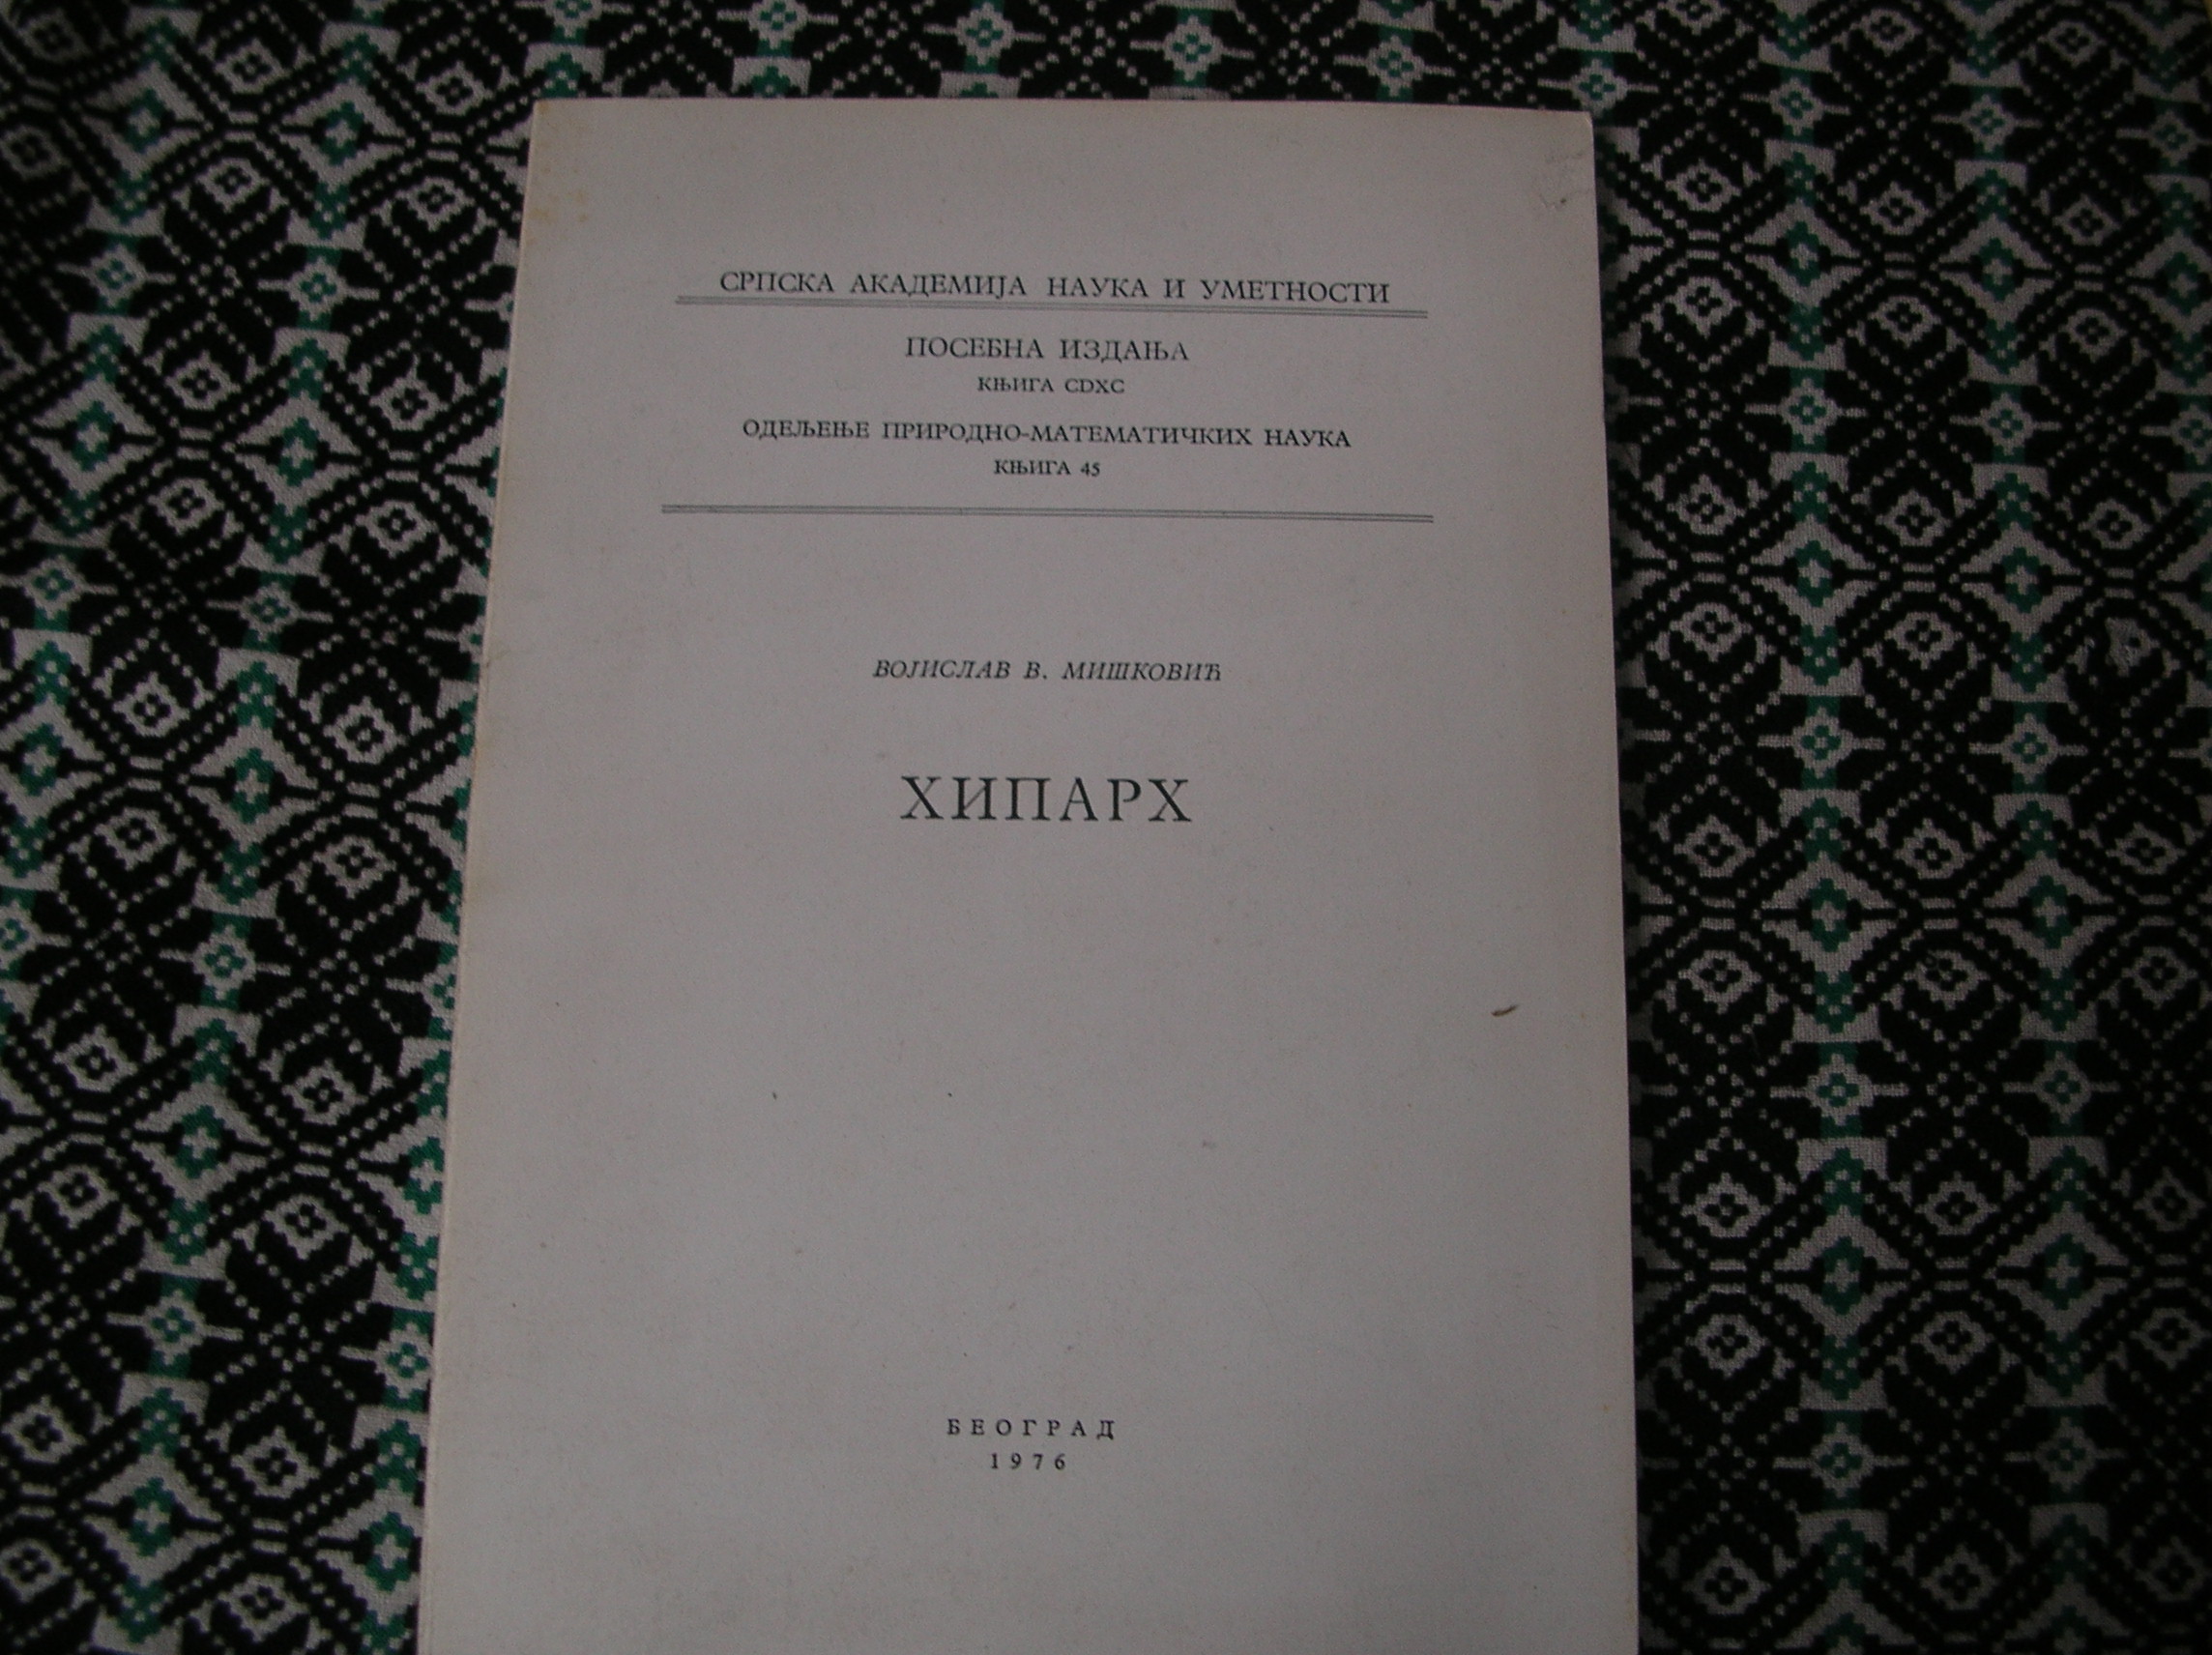 СРПСКА АКАДЕМИЈА НАУКА И УМЕТНОСТИ
ПОСЕБНА ИЗДАЊА
КЊИГА CDXC
ОДЕЉЕЊЕ ПРИРОДНО-МАТЕМАТИЧКИХ НАУКА
КЊИГА 45
ВОЈИСЛАВ В. МИШКОВИЋ
ХИПАРХ
БЕОГРАД
1976